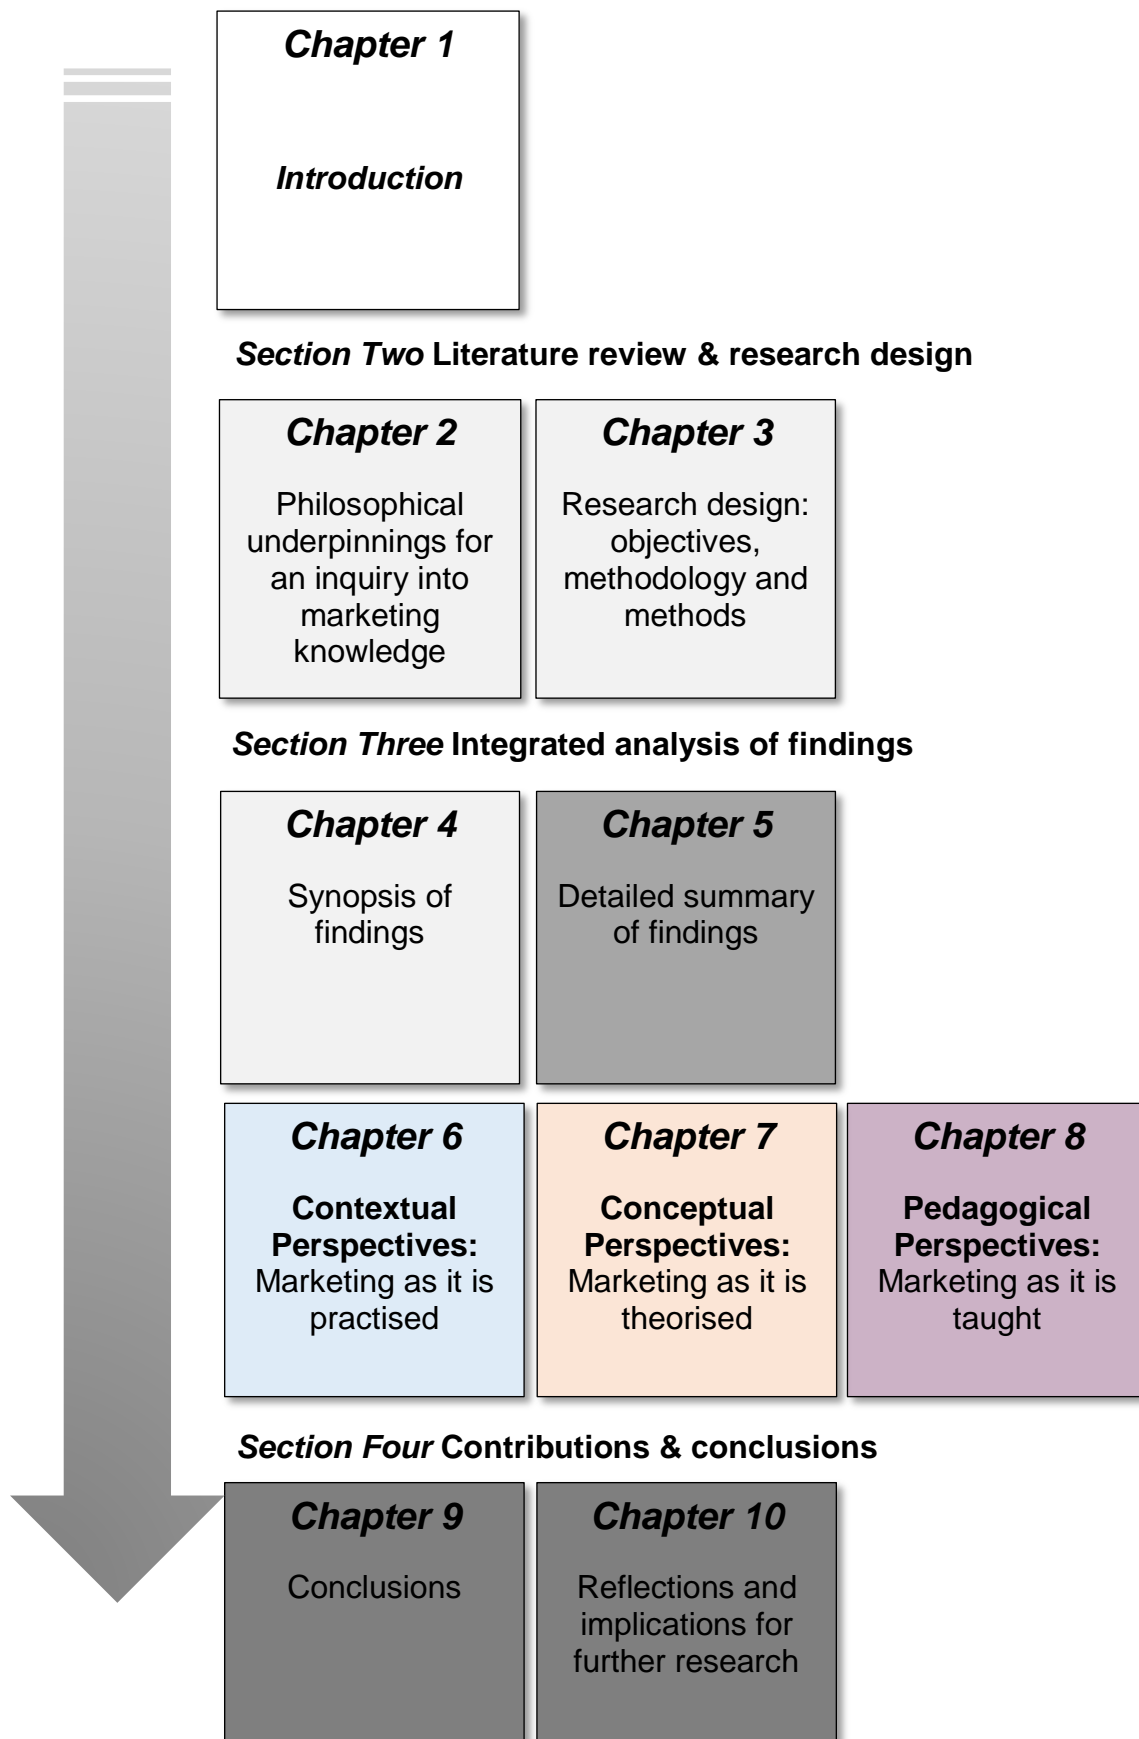 Chapter 1
Introduction
Section Two Literature review & research design
Chapter 2
Philosophical
underpinnings for
an inquiry into
marketing
knowledge
Chapter 3
Research design:
objectives,
methodology and
methods
Section Three Integrated analysis of findings
Chapter 4
Synopsis of
findings
Chapter 5
Detailed summary
of findings
Chapter 6
Contextual
Perspectives:
Marketing as it is
practised
Chapter 7
Conceptual
Perspectives:
Marketing as it is
theorised
Chapter 8
Pedagogical
Perspectives:
Marketing as it is
taught
Section Four Contributions & conclusions
Chapter 9
Conclusions
Chapter 10
Reflections and
implications for
further research